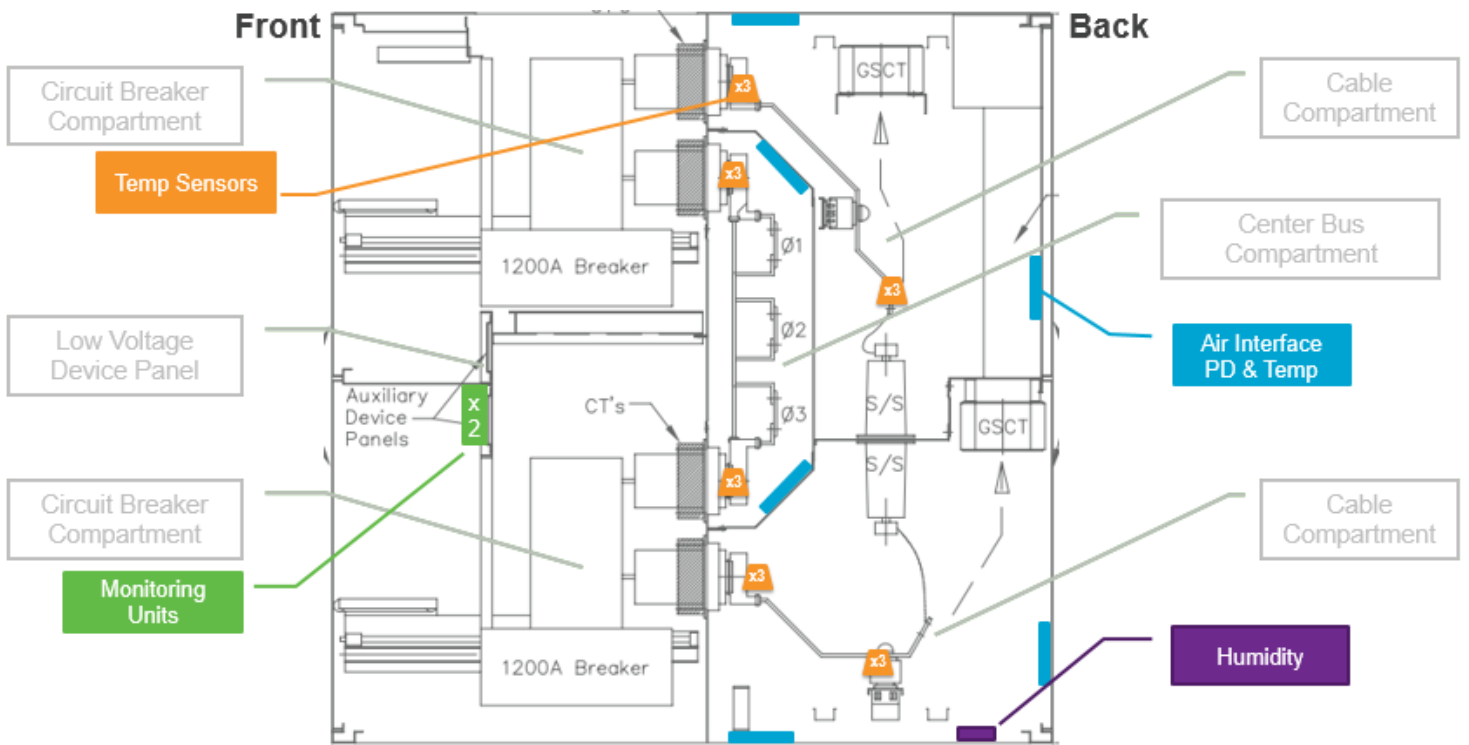 Front
Back
Circuit Breaker
Compartment
Temp Sensors
Low Voltage
Device Panel
Circuit Breaker
Compartment
Monitoring
Units
x3
x3
GSCT
Ø1
1200A Breaker
x3
Ø2
Auxiliary
Device
Panels
x
2
CT's
Ø3
S/S
GSCT
S/S
x3
x3
x3
1200A Breaker
Cable
Compartment
Center Bus
Compartment
Air Interface
PD & Temp
Cable
Compartment
Humidity